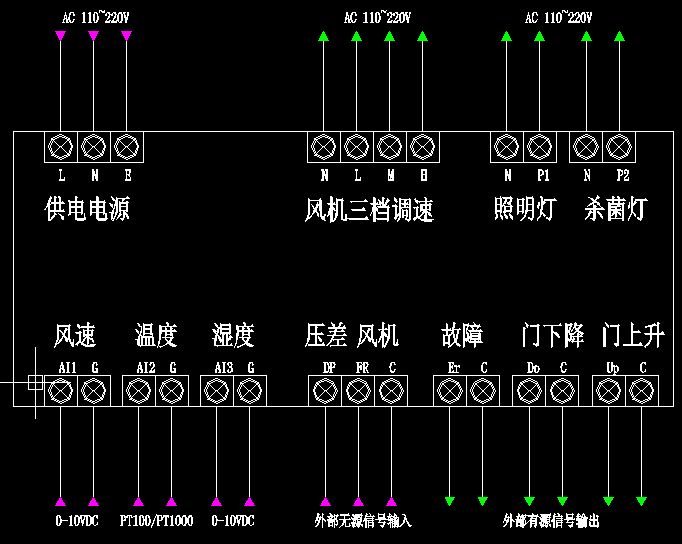 AC 110~220V AC 110~220V AC 110~220V
L N E N L M H N P1 N P2
供电电源 风机三档调速 照明灯 杀菌灯
风速 温度 湿度 压差 风机 故障 门下降 门上升
AI1 G AI2 G AI3 G DP FR C Er C Do C Up C
0-10VDC PT100/PT1000 0-10VDC 外部无源信号输入 外部有源信号输出